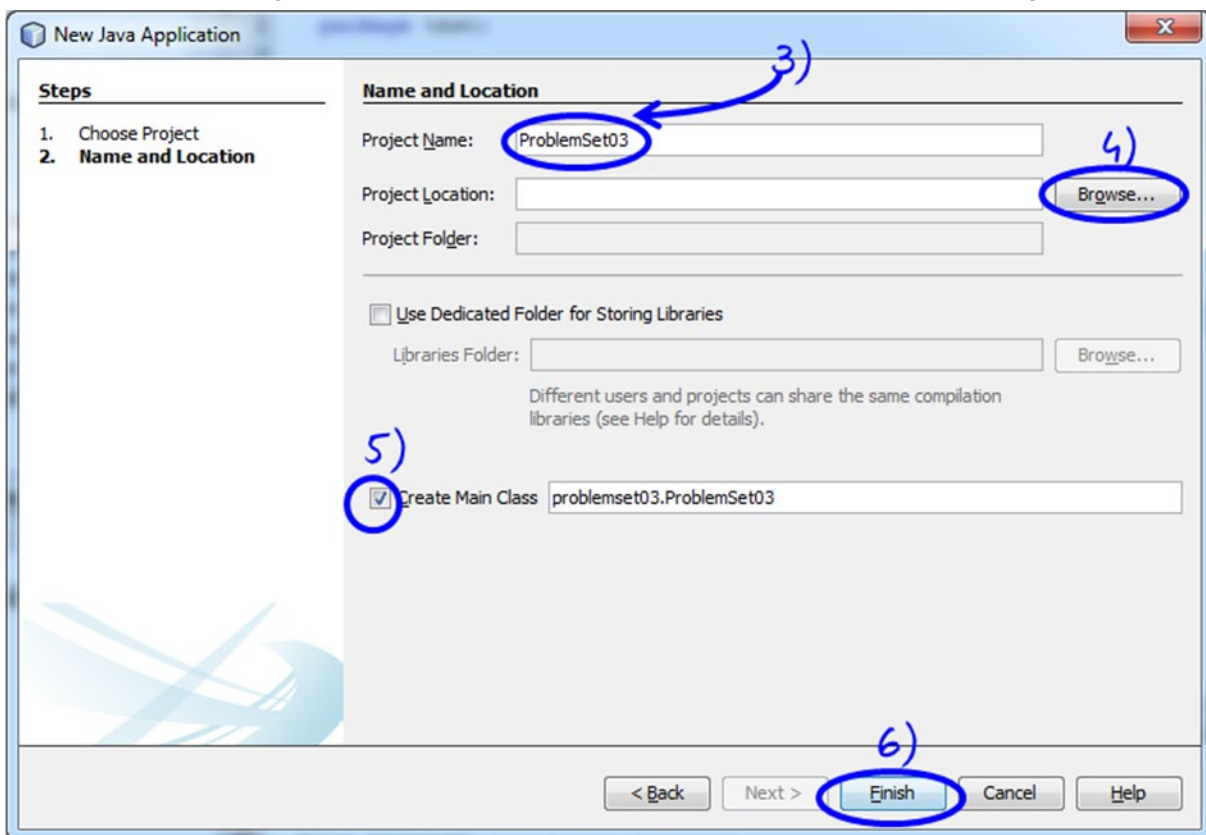 New Java Application
3)
Steps
1. Choose Project
2. Name and Location
Name and Location
Project Name: ProblemSet03
4)
Project Location: Browse...
Project Folder:
Use Dedicated Folder for Storing Libraries
Libraries Folder: Browse...
Different users and projects can share the same compilation
libraries (see Help for details).
5)
Create Main Class problemset03.ProblemSet03
6)
< Back Next > Finish Cancel Help